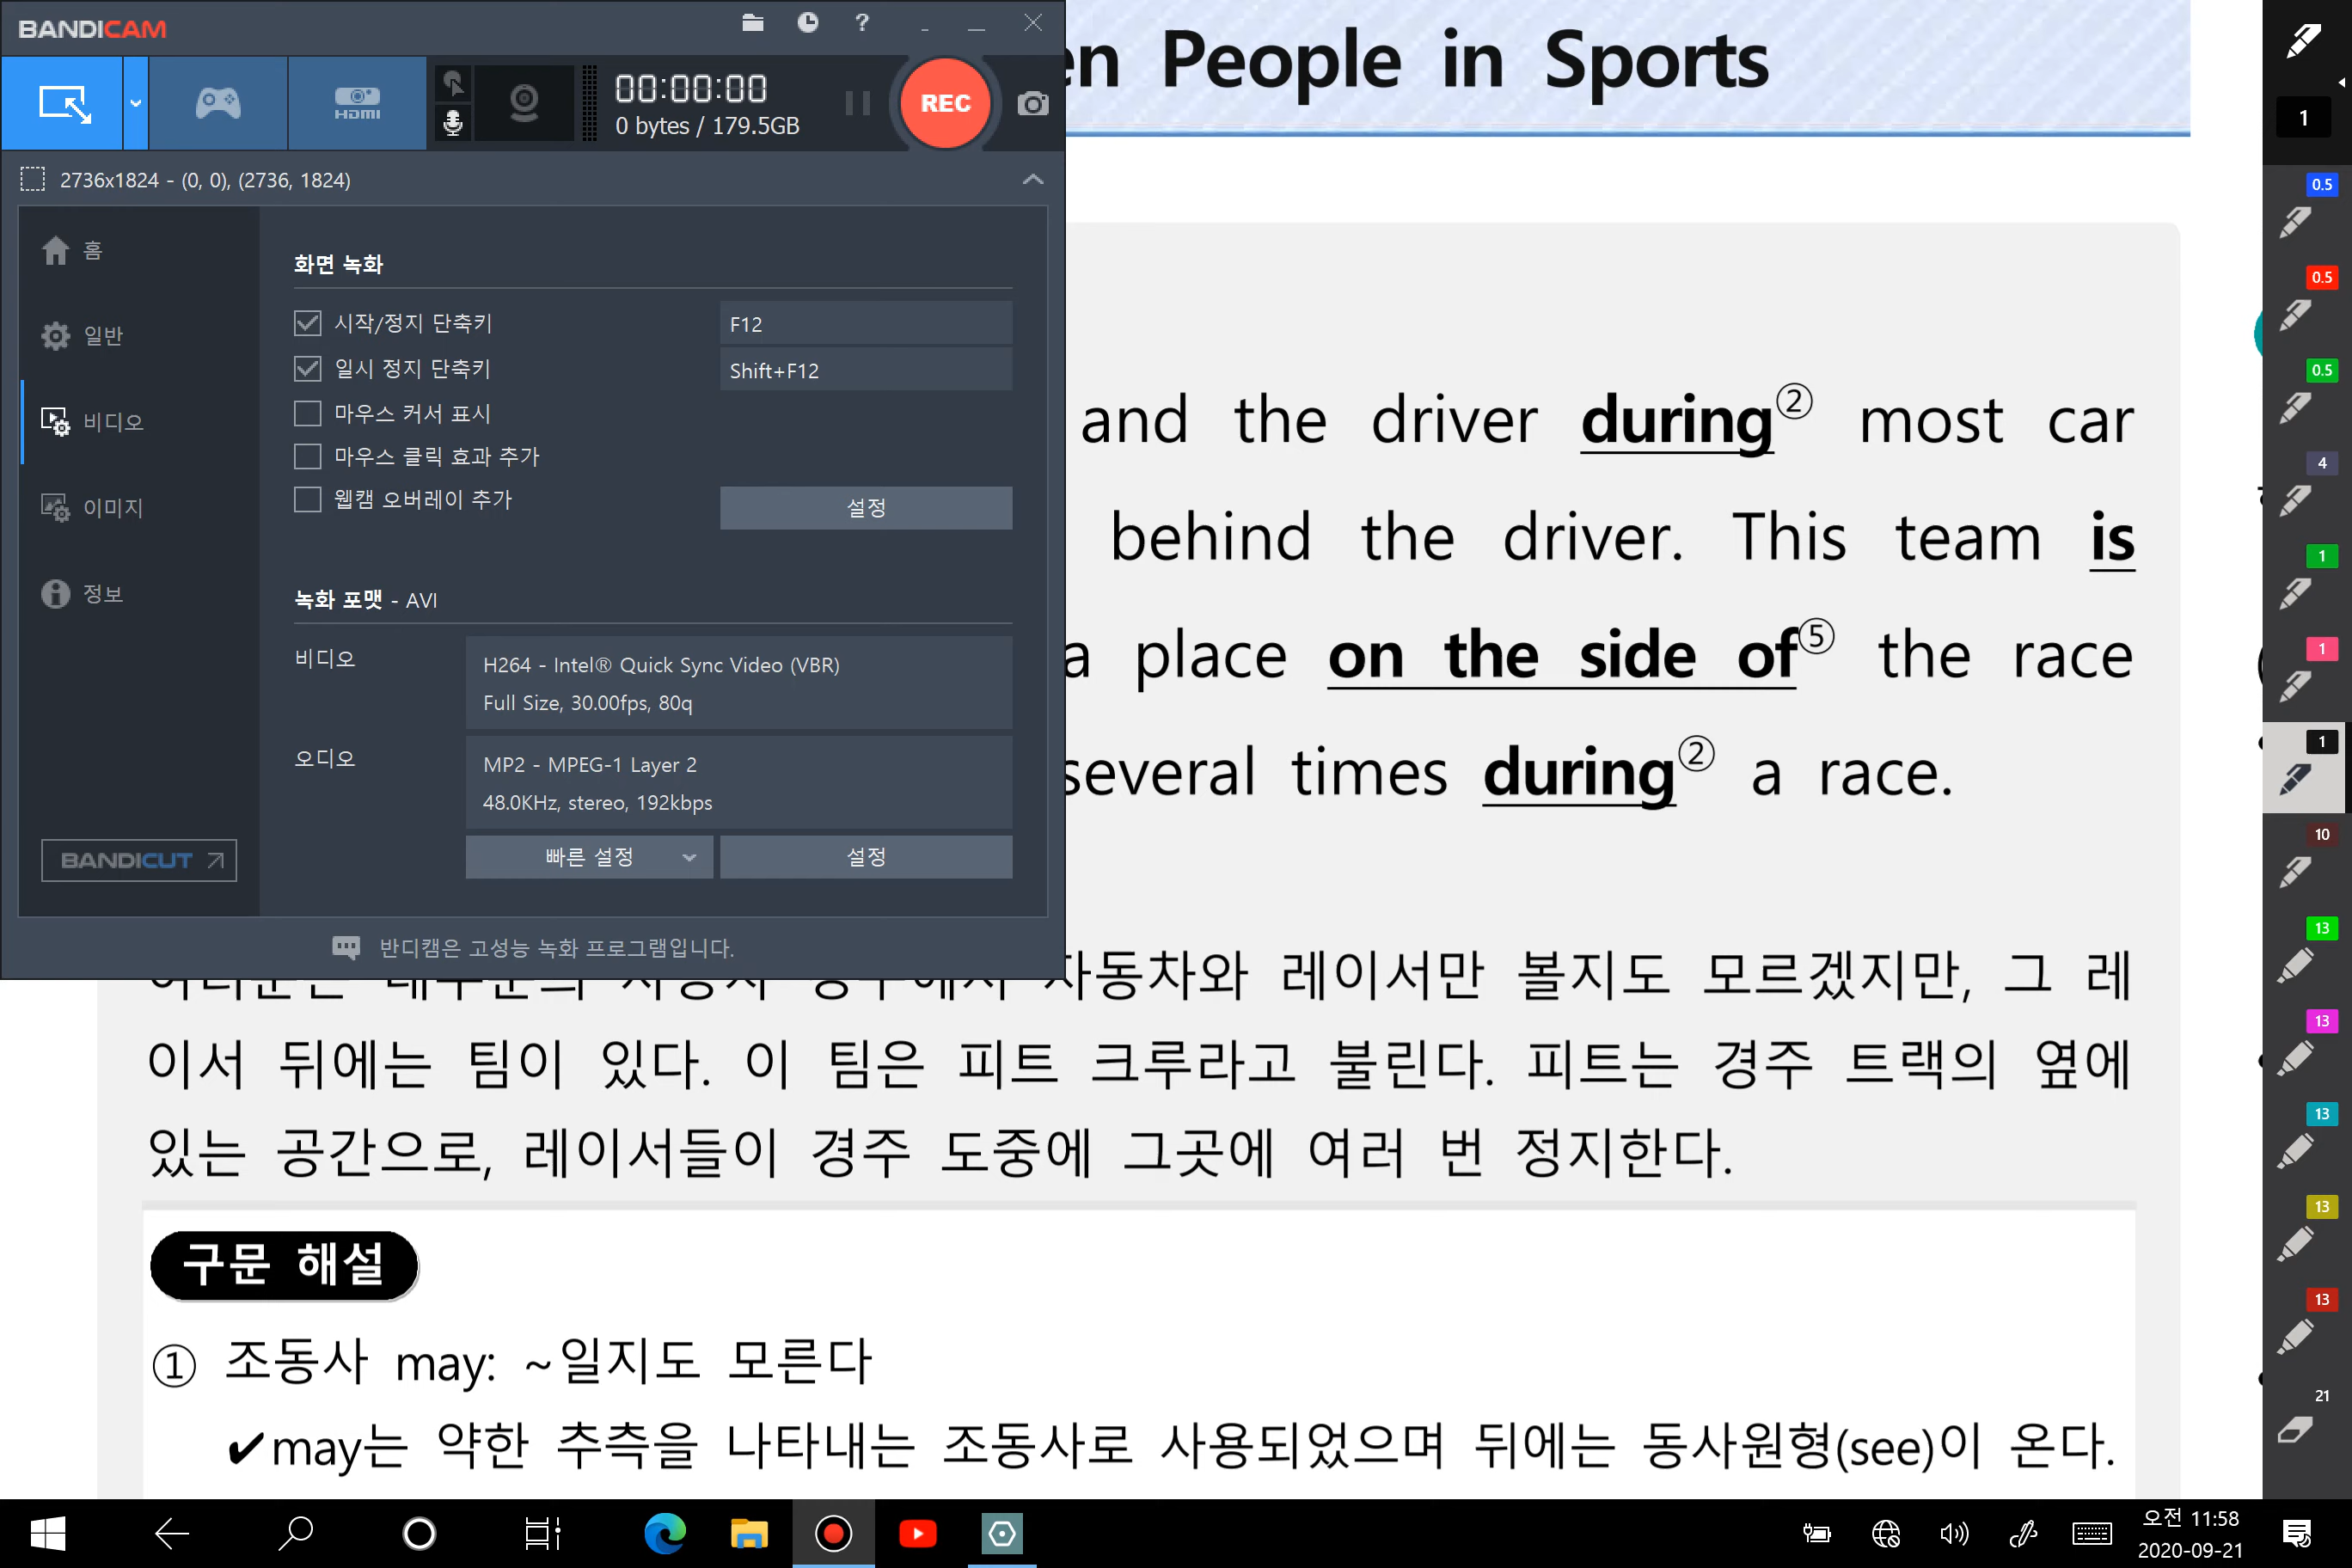 BANDICAM
00:00:00
0 bytes / 179.5GB
REC
HDMI
2736x1824 - (0, 0), (2736, 1824)
홈
일반
비디오
이미지
정보
BANDICUT
화면 녹화
시작/정지 단축키 F12
일시 정지 단축키 Shift+F12
마우스 커서 표시
마우스 클릭 효과 추가
웹캠 오버레이 추가 설정
녹화 포맷 - AVI
비디오
H264 - Intel® Quick Sync Video (VBR)
Full Size, 30.00fps, 80q
오디오
MP2 - MPEG-1 Layer 2
48.0KHz, stereo, 192kbps
빠른 설정 설정
반디캠은 고성능 녹화 프로그램입니다.
en People in Sports
and the driver during② most car
behind the driver. This team is
a place on the side of⑤ the race
several times during② a race.
자동차와 레이서만 볼지도 모르겠지만, 그 레
이서 뒤에는 팀이 있다. 이 팀은 피트 크루라고 불린다. 피트는 경주 트랙의 옆에
있는 공간으로, 레이서들이 경주 도중에 그곳에 여러 번 정지한다.
구문 해설
① 조동사 may: ~일지도 모른다
✔may는 약한 추측을 나타내는 조동사로 사용되었으며 뒤에는 동사원형(see)이 온다.
1
0.5
0.5
0.5
4
1
1
1
10
13
13
13
13
13
21
오전 11:58
2020-09-21